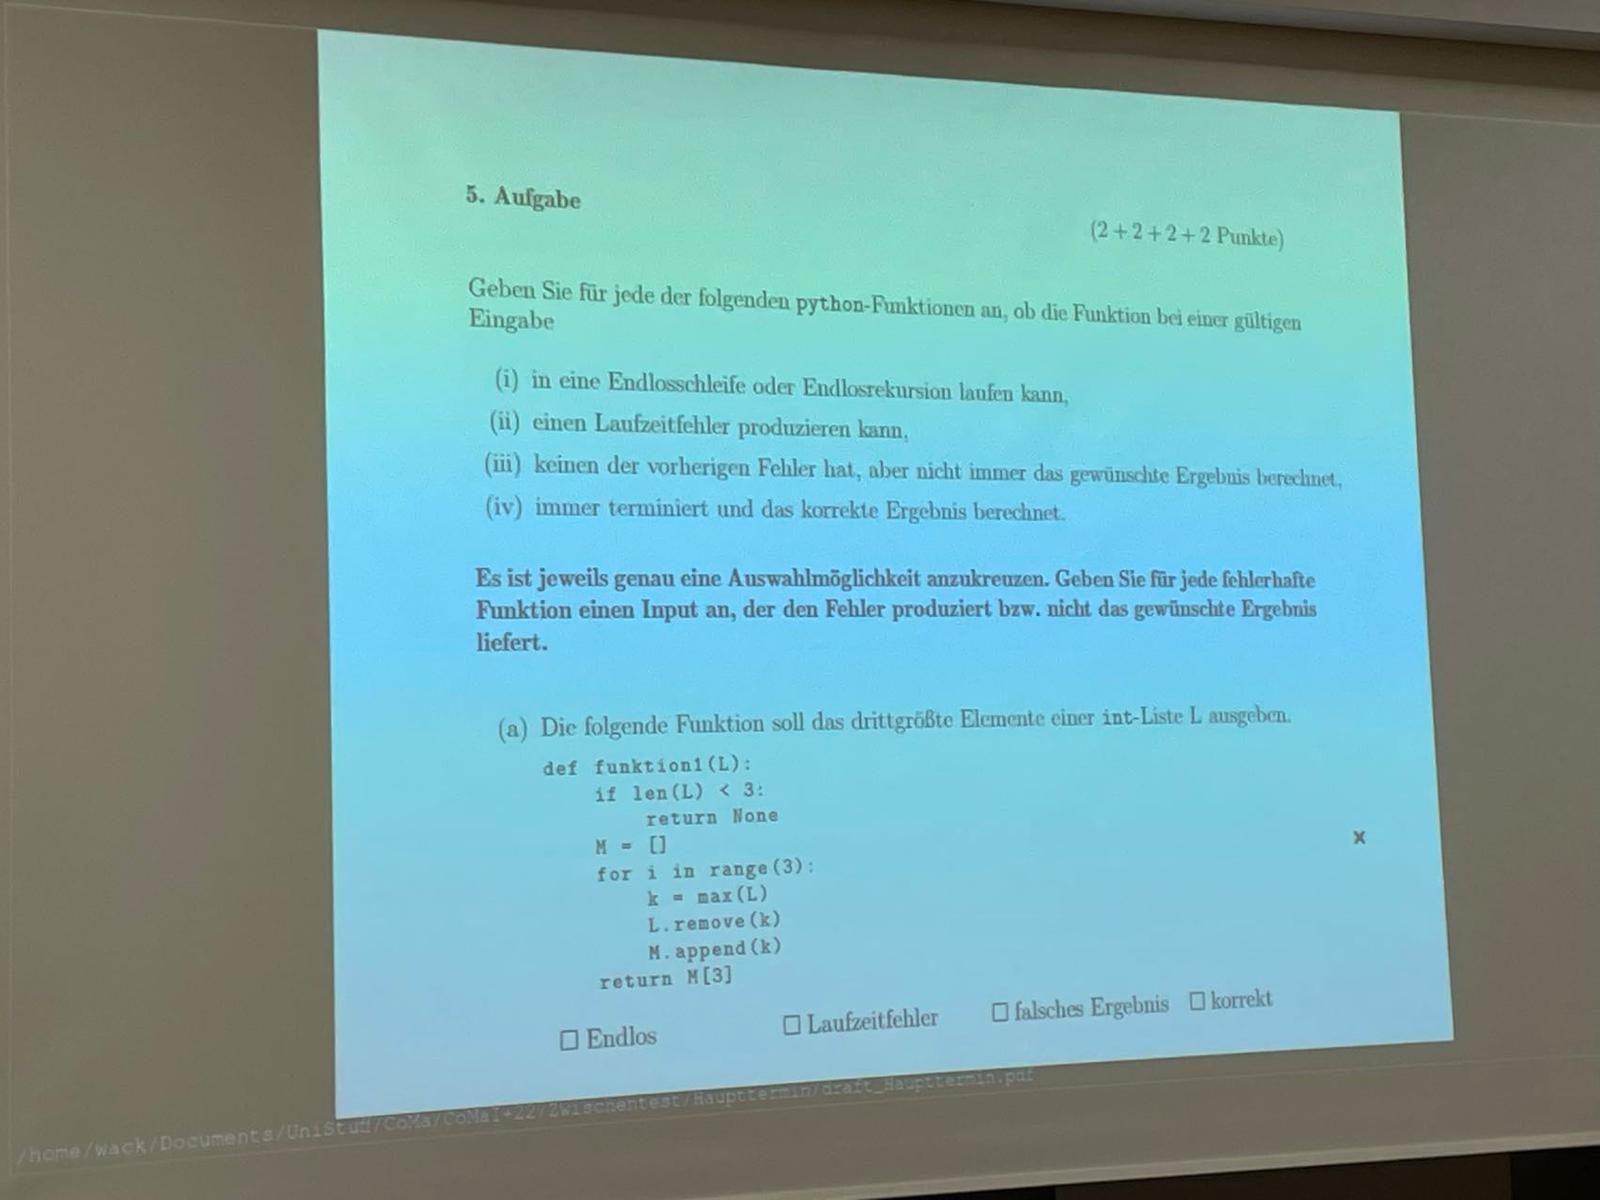 5. Aufgabe
(2 + 2 + 2 + 2 Punkte)
Geben Sie für jede der folgenden python-Funktionen an, ob die Funktion bei einer gültigen
Eingabe
(i) in eine Endlosschleife oder Endlosrekursion laufen kann,
(ii) einen Laufzeitfehler produzieren kann,
(iii) keinen der vorherigen Fehler hat, aber nicht immer das gewünschte Ergebnis berechnet,
(iv) immer terminiert und das korrekte Ergebnis berechnet.
Es ist jeweils genau eine Auswahlmöglichkeit anzukreuzen. Geben Sie für jede fehlerhafte
Funktion einen Input an, der den Fehler produziert bzw. nicht das gewünschte Ergebnis
liefert.
(a) Die folgende Funktion soll das drittgrößte Elemente einer int-Liste L ausgeben.
def funktion1(L):
if len(L) < 3:
return None
M = []
for i in range(3):
k = max(L)
L.remove(k)
M.append(k)
return M[3]
☐ Endlos ☐ Laufzeitfehler ☐ falsches Ergebnis ☐ korrekt
/home/wack/Documents/UniStuff/CoMa/CoMaI+22/Zwischentest/Haupttermin/draft_Haupttermin.pdf